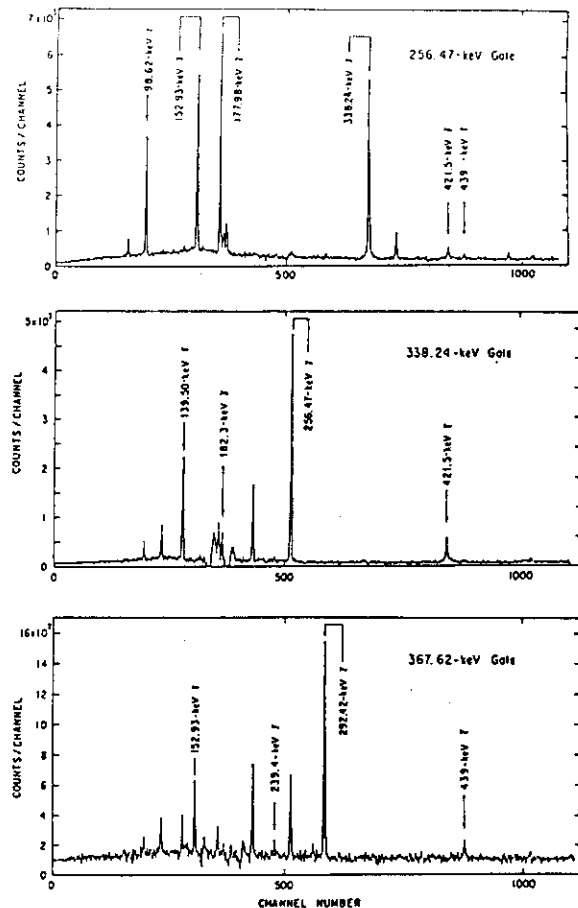 256.47-keV Gate
98.62-keV γ
152.93-keV γ
177.98-keV γ
338.24-keV γ
421.5-keV γ
439 -keV γ
6
5
4
3
2
1
0
COUNTS/CHANNEL
0
500
1000
5×10³
338.24-keV Gate
139.50-keV γ
182.3-keV γ
256.47-keV γ
421.5-keV γ
4
3
2
1
0
COUNTS/CHANNEL
0
500
1000
367.62-keV Gate
152.93-keV γ
239.4-keV γ
292.42-keV γ
439-keV γ
14
12
10
8
6
4
2
0
COUNTS/CHANNEL
0
500
1000
CHANNEL NUMBER